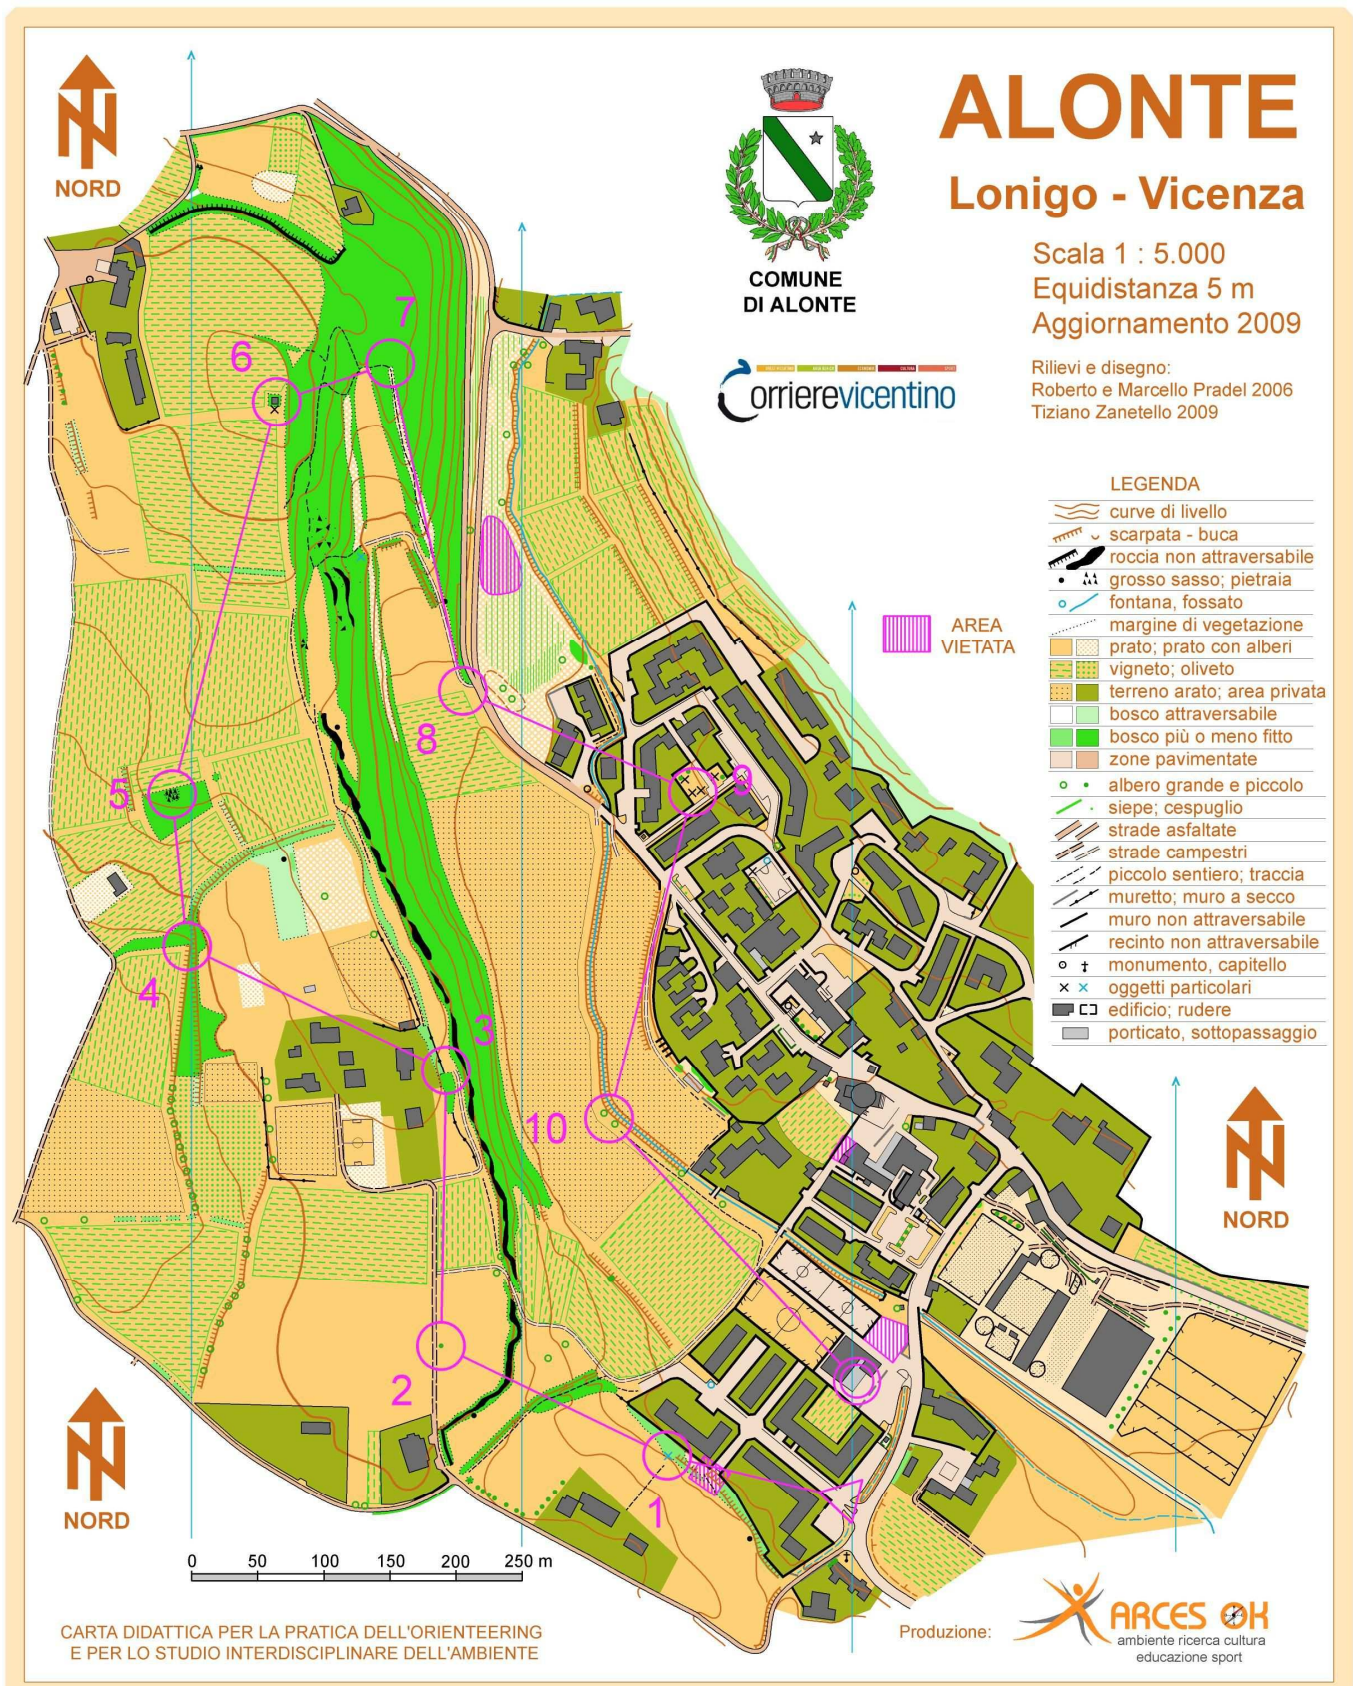 ALONTE
Lonigo - Vicenza
Scala 1 : 5.000
Equidistanza 5 m
Aggiornamento 2009
Rilievi e disegno:
Roberto e Marcello Pradel 2006
Tiziano Zanetello 2009
COMUNE
DI ALONTE
Corrierevicentino
NORD
AREA
VIETATA
LEGENDA
curve di livello
scarpata - buca
roccia non attraversabile
grosso sasso; pietraia
fontana, fossato
margine di vegetazione
prato; prato con alberi
vigneto; oliveto
terreno arato; area privata
bosco attraversabile
bosco più o meno fitto
zone pavimentate
albero grande e piccolo
siepe; cespuglio
strade asfaltate
strade campestri
piccolo sentiero; traccia
muretto; muro a secco
muro non attraversabile
recinto non attraversabile
monumento, capitello
oggetti particolari
edificio; rudere
porticato, sottopassaggio
7
6
8
9
5
4
3
10
2
1
NORD
NORD
0 50 100 150 200 250 m
CARTA DIDATTICA PER LA PRATICA DELL'ORIENTEERING
E PER LO STUDIO INTERDISCIPLINARE DELL'AMBIENTE
Produzione:
ARCES OK
ambiente ricerca cultura
educazione sport